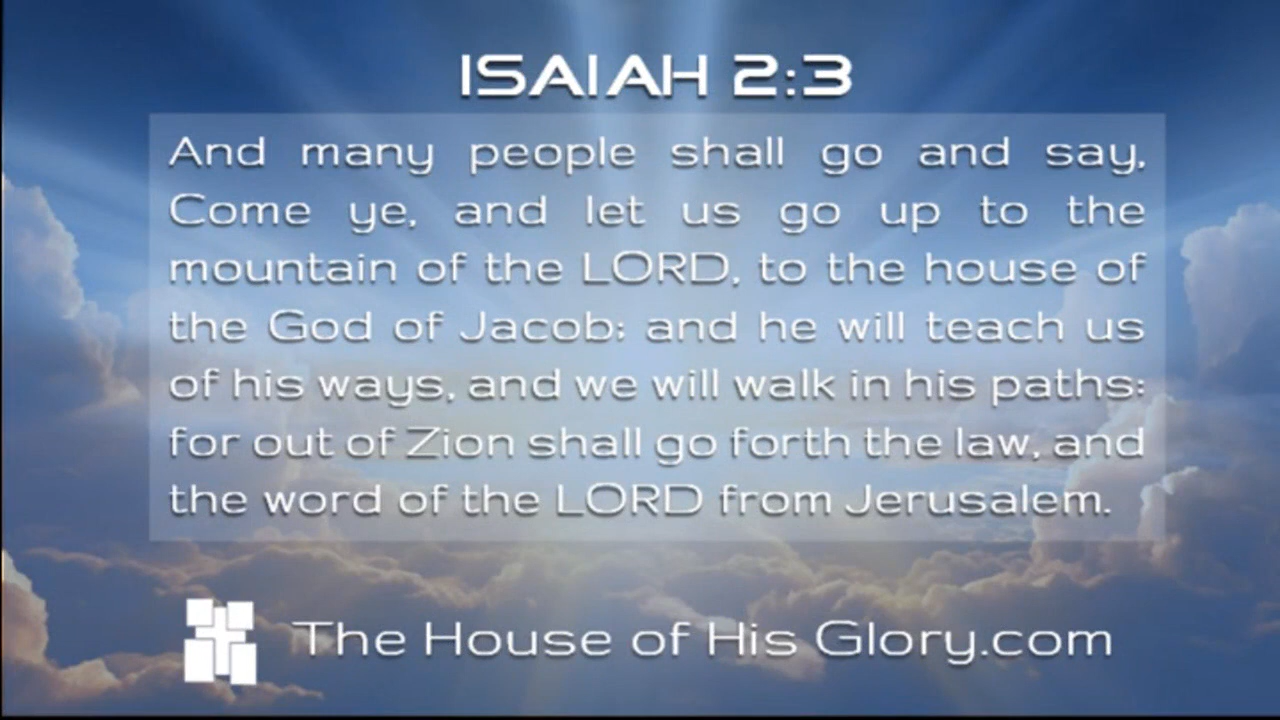 ISAIAH 2:3
And many people shall go and say,
Come ye, and let us go up to the
mountain of the LORD, to the house of
the God of Jacob; and he will teach us
of his ways, and we will walk in his paths:
for out of Zion shall go forth the law, and
the word of the LORD from Jerusalem.
The House of His Glory.com